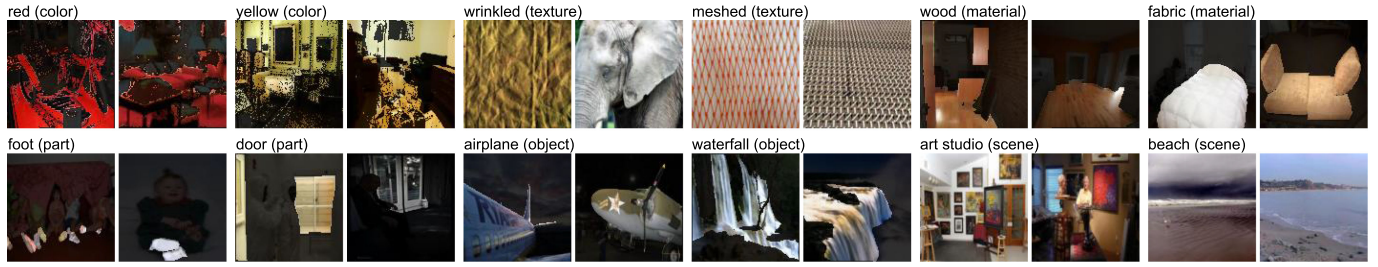 red (color)
yellow (color)
wrinkled (texture)
meshed (texture)
wood (material)
fabric (material)
foot (part)
door (part)
airplane (object)
waterfall (object)
art studio (scene)
beach (scene)